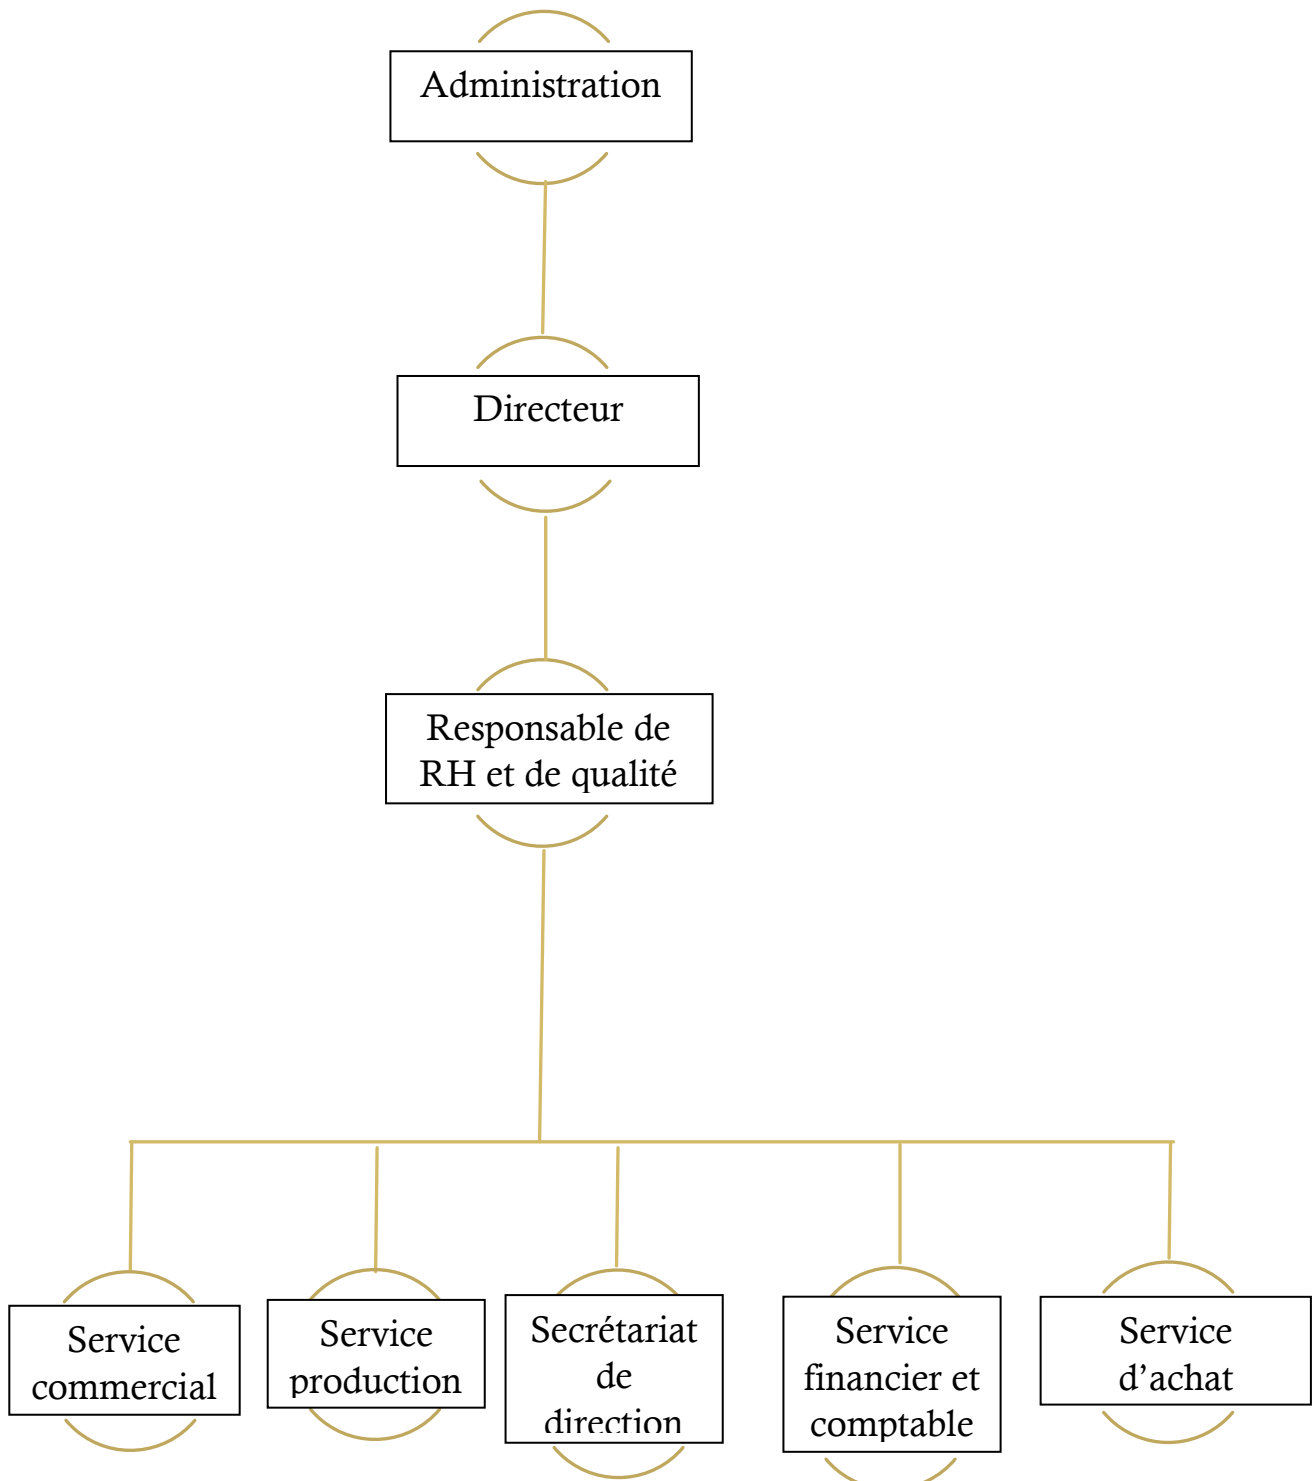 Administration
Directeur
Responsable de
RH et de qualité
Service
commercial
Service
production
Secrétariat
de
direction
Service
financier et
comptable
Service
d’achat